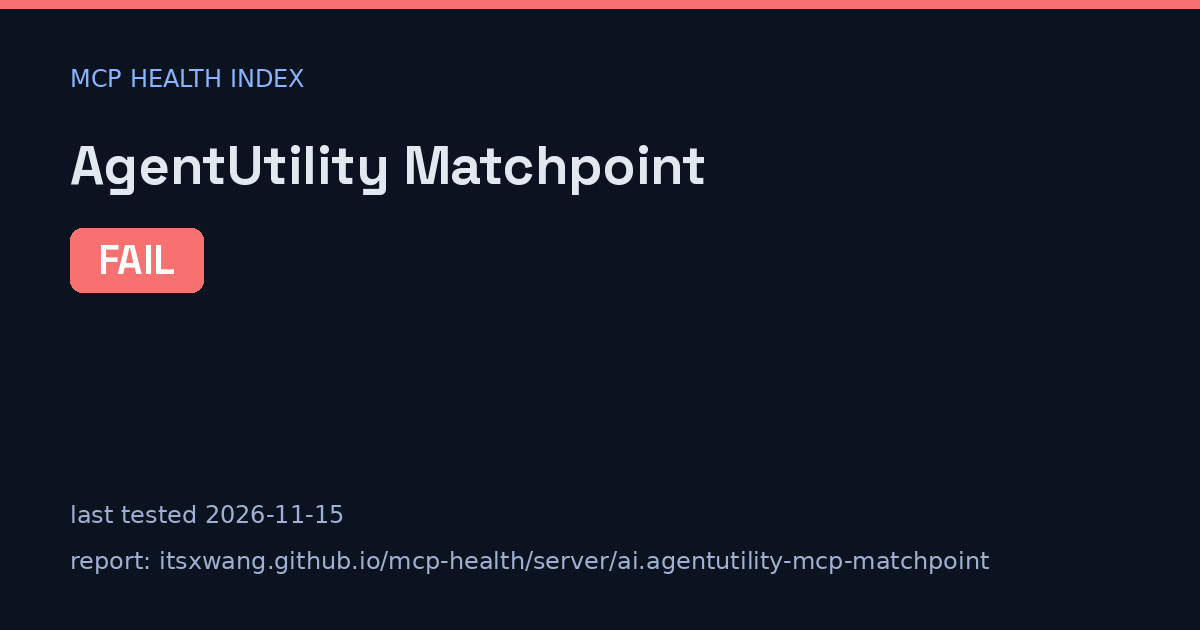 MCP HEALTH INDEX
AgentUtility Matchpoint
FAIL
last tested 2026-11-15
report: itsxwang.github.io/mcp-health/server/ai.agentutility-mcp-matchpoint